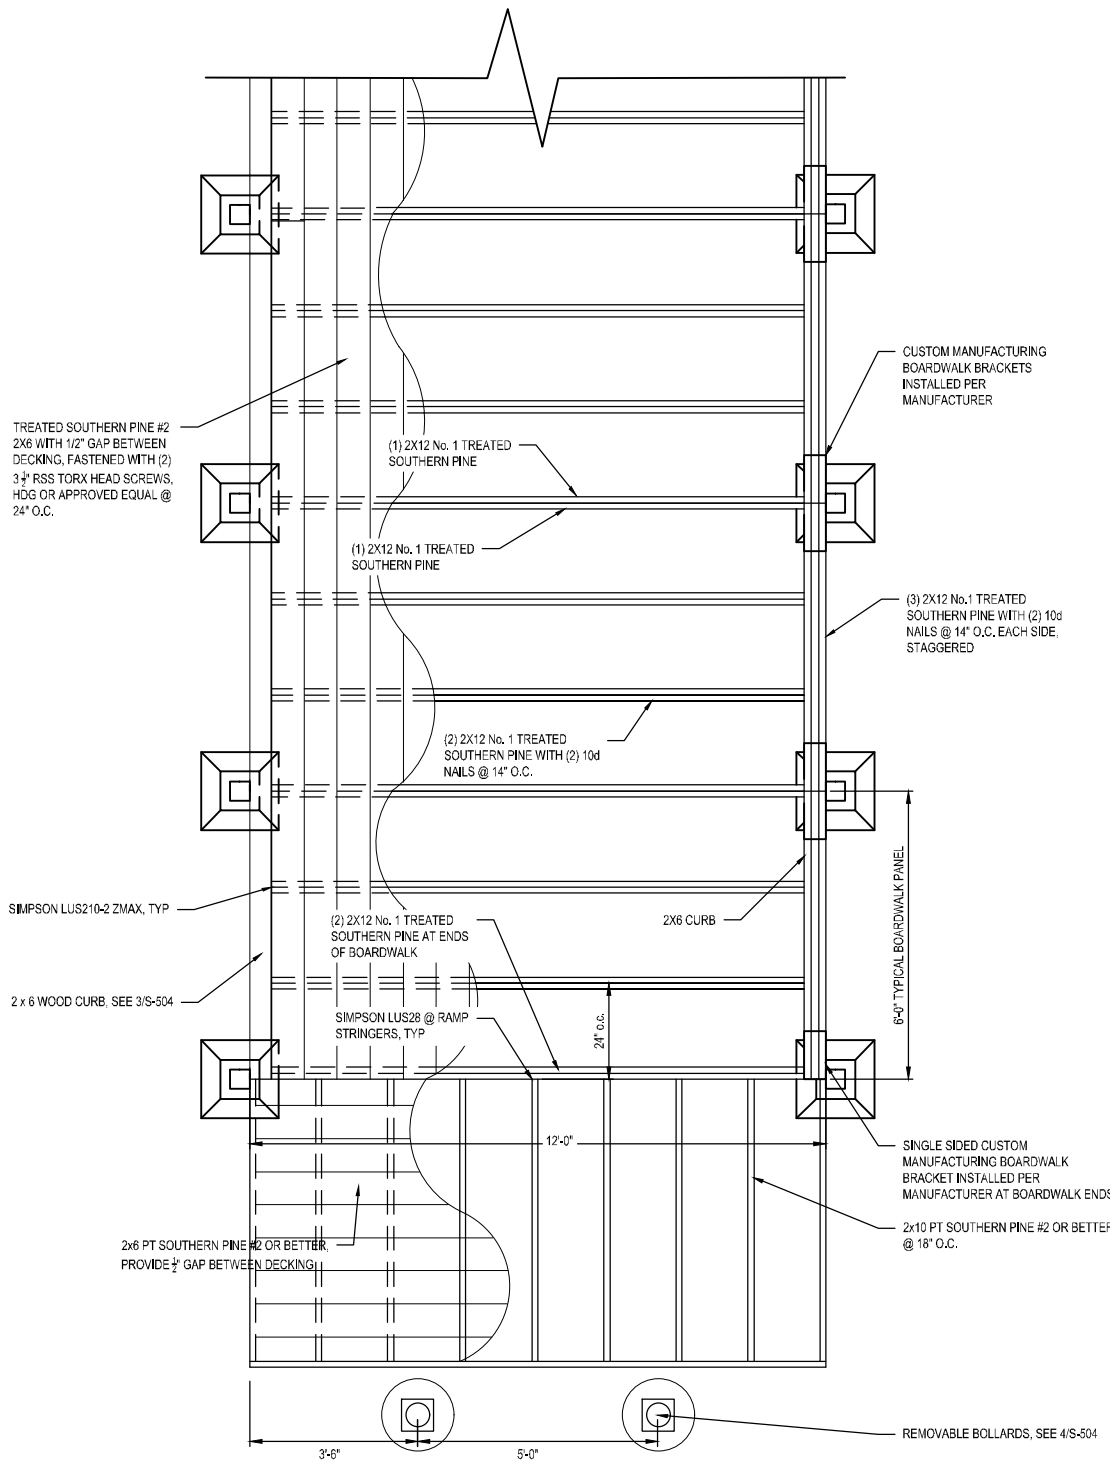 CUSTOM MANUFACTURING
BOARDWALK BRACKETS
INSTALLED PER
MANUFACTURER
TREATED SOUTHERN PINE #2
2X6 WITH 1/2" GAP BETWEEN
DECKING, FASTENED WITH (2)
3 1/2" RSS TORX HEAD SCREWS,
HDG OR APPROVED EQUAL @
24" O.C.
(1) 2X12 No. 1 TREATED
SOUTHERN PINE
(1) 2X12 No. 1 TREATED
SOUTHERN PINE
(3) 2X12 No.1 TREATED
SOUTHERN PINE WITH (2) 10d
NAILS @ 14" O.C. EACH SIDE,
STAGGERED
(2) 2X12 No. 1 TREATED
SOUTHERN PINE WITH (2) 10d
NAILS @ 14" O.C.
6'-0" TYPICAL BOARDWALK PANEL
SIMPSON LUS210-2 ZMAX, TYP
(2) 2X12 No. 1 TREATED
SOUTHERN PINE AT ENDS
OF BOARDWALK
2X6 CURB
2 x 6 WOOD CURB, SEE 3/S-504
SIMPSON LUS28 @ RAMP
STRINGERS, TYP
24" o.c.
12'-0"
SINGLE SIDED CUSTOM
MANUFACTURING BOARDWALK
BRACKET INSTALLED PER
MANUFACTURER AT BOARDWALK ENDS
2x10 PT SOUTHERN PINE #2 OR BETTER
@ 18" O.C.
2x6 PT SOUTHERN PINE #2 OR BETTER,
PROVIDE 1/2" GAP BETWEEN DECKING
REMOVABLE BOLLARDS, SEE 4/S-504
3'-6"
5'-0"